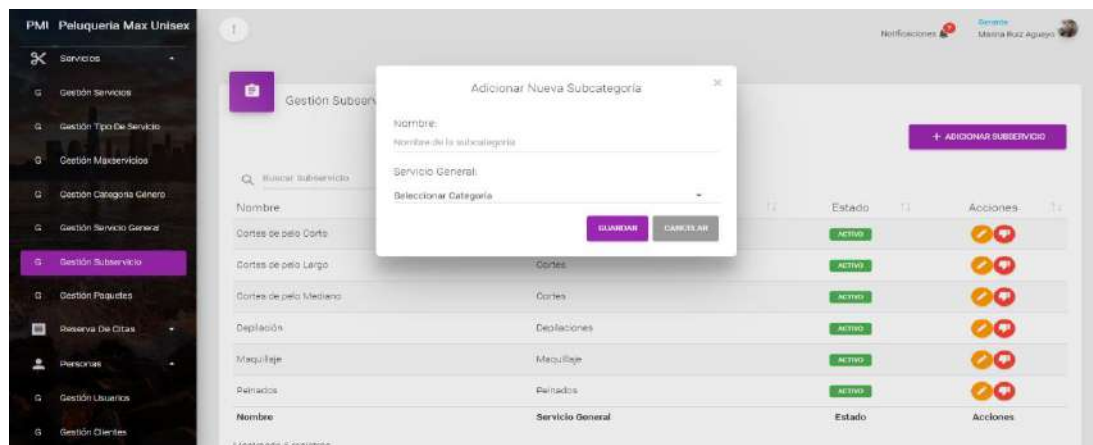 PMI Peluqueria Max Unisex
Servicios
G Gestión Servicios
G Gestión Tipo De Servicio
G Gestión Maxservicios
G Gestión Categoria Género
G Gestión Servicio General
G Gestión Subservicio
G Gestión Paquetes
Reserva De Citas
Personas
G Gestión Usuarios
G Gestión Clientes
Notificaciones
Gerente
Marina Ruiz Aguayo
Gestión Subserv
+ ADICIONAR SUBSERVICIO
Buscar Subservicio
Adicionar Nueva Subcategoría
×
Nombre:
Nombre de la subcategoría
Servicio General:
Seleccionar Categoría
GUARDAR CANCELAR
Nombre Estado Acciones
Cortes de pelo Corto ACTIVO
Cortes de pelo Largo Cortes ACTIVO
Cortes de pelo Mediano Cortes ACTIVO
Depilación Depilaciones ACTIVO
Maquillaje Maquillaje ACTIVO
Peinados Peinados ACTIVO
Nombre Servicio General Estado Acciones